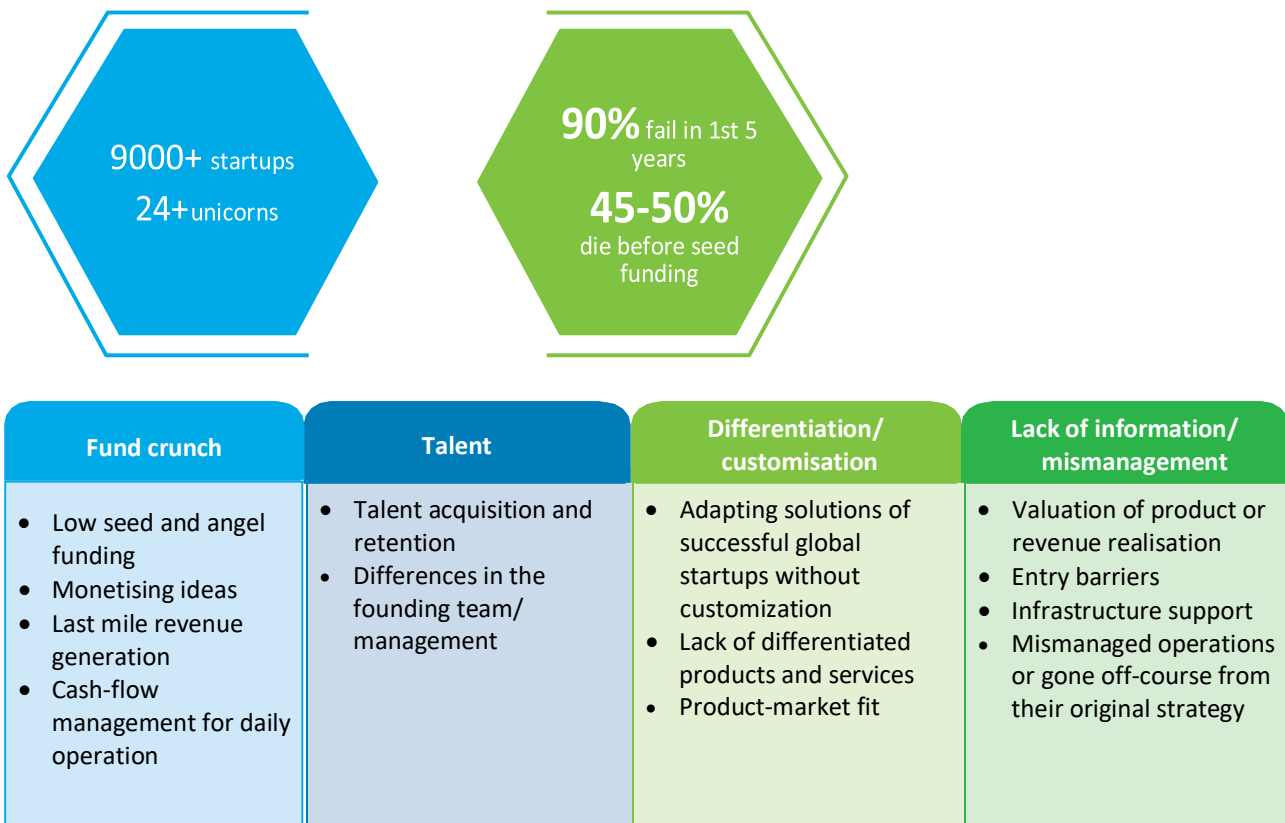 9000+ startups
24+ unicorns
90% fail in 1st 5
years
45-50%
die before seed
funding
Fund crunch
• Low seed and angel
funding
• Monetising ideas
• Last mile revenue
generation
• Cash-flow
management for daily
operation
Talent
• Talent acquisition and
retention
• Differences in the
founding team/
management
Differentiation/
customisation
• Adapting solutions of
successful global
startups without
customization
• Lack of differentiated
products and services
• Product-market fit
Lack of information/
mismanagement
• Valuation of product or
revenue realisation
• Entry barriers
• Infrastructure support
• Mismanaged operations
or gone off-course from
their original strategy